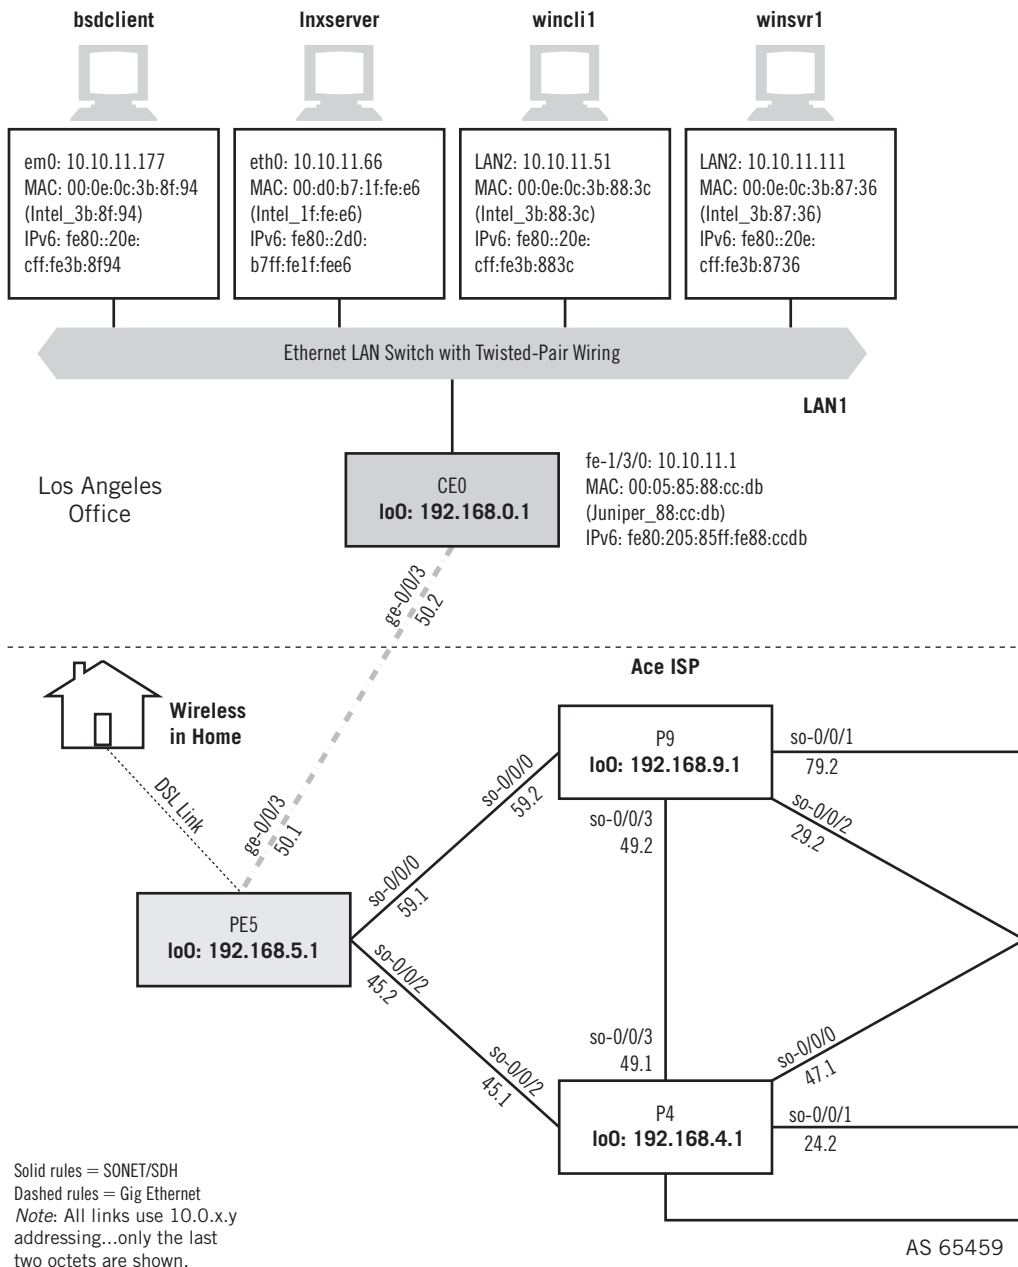 bsdclient
lnxserver
wincli1
winsvr1
em0: 10.10.11.177
MAC: 00:0e:0c:3b:8f:94
(Intel_3b:8f:94)
IPv6: fe80::20e:
cff:fe3b:8f94
eth0: 10.10.11.66
MAC: 00:d0:b7:1f:fe:e6
(Intel_1f:fe:e6)
IPv6: fe80::2d0:
b7ff:fe1f:fee6
LAN2: 10.10.11.51
MAC: 00:0e:0c:3b:88:3c
(Intel_3b:88:3c)
IPv6: fe80::20e:
cff:fe3b:883c
LAN2: 10.10.11.111
MAC: 00:0e:0c:3b:87:36
(Intel_3b:87:36)
IPv6: fe80::20e:
cff:fe3b:8736
Ethernet LAN Switch with Twisted-Pair Wiring
LAN1
Los Angeles
Office
CE0
lo0: 192.168.0.1
fe-1/3/0: 10.10.11.1
MAC: 00:05:85:88:cc:db
(Juniper_88:cc:db)
IPv6: fe80:205:85ff:fe88:ccdb
ge-0/0/3
50.2
Ace ISP
Wireless
in Home
DSL Link
ge-0/0/3
50.1
P9
lo0: 192.168.9.1
so-0/0/1
79.2
so-0/0/0
59.2
so-0/0/3
49.2
so-0/0/2
29.2
so-0/0/0
59.1
PE5
lo0: 192.168.5.1
so-0/0/2
45.2
so-0/0/2
45.1
so-0/0/3
49.1
so-0/0/0
47.1
P4
lo0: 192.168.4.1
so-0/0/1
24.2
Solid rules = SONET/SDH
Dashed rules = Gig Ethernet
Note: All links use 10.0.x.y
addressing...only the last
two octets are shown.
AS 65459